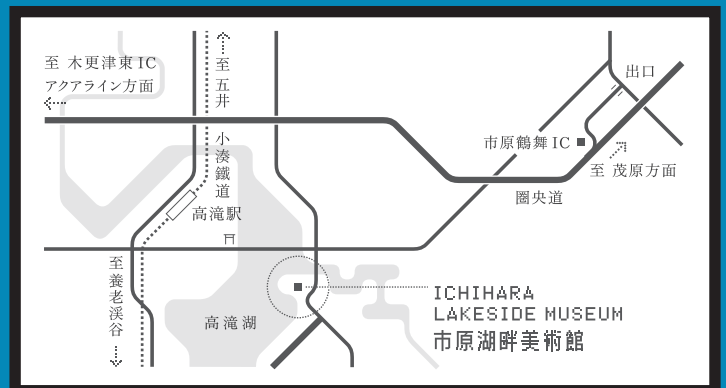 至 木更津東IC
アクアライン方面
至 五井
小湊鐵道
高滝駅
至 養老渓谷
高滝湖
出口
市原鶴舞IC
至 茂原方面
圏央道
ICHIHARA
LAKESIDE MUSEUM
市原湖畔美術館